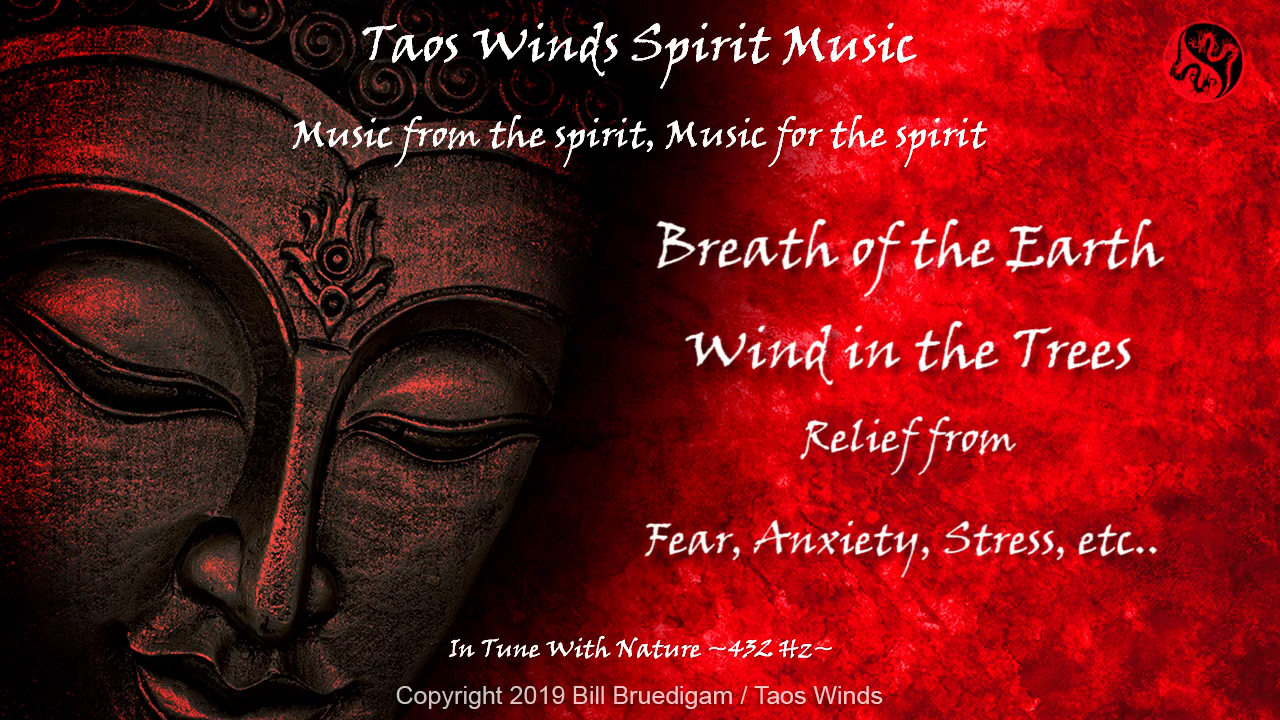 Taos Winds Spirit Music
Music from the spirit, Music for the spirit
Breath of the Earth
Wind in the Trees
Relief from
Fear, Anxiety, Stress, etc..
In Tune With Nature ~432 Hz~
Copyright 2019 Bill Bruedigam / Taos Winds